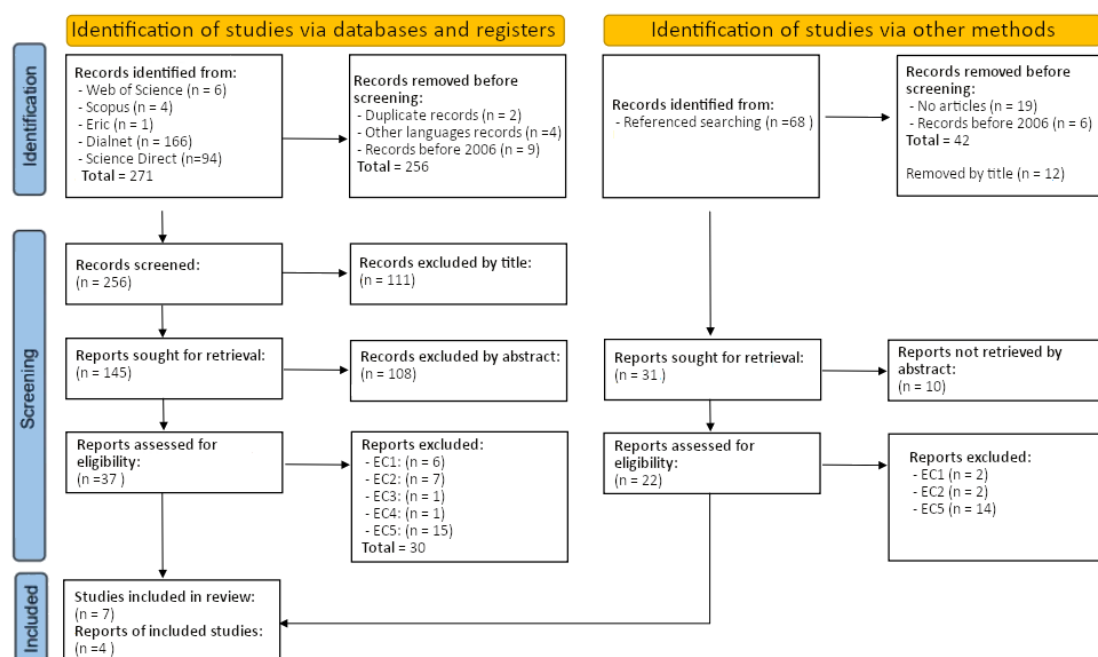 Identification of studies via databases and registers
Identification of studies via other methods
Identification
Records identified from:
- Web of Science (n = 6)
- Scopus (n = 4)
- Eric (n = 1)
- Dialnet (n = 166)
- Science Direct (n=94)
Total = 271
Records removed before
screening:
- Duplicate records (n = 2)
- Other languages records (n =4)
- Records before 2006 (n = 9)
Total = 256
Records identified from:
- Referenced searching (n =68 )
Records removed before
screening:
- No articles (n = 19)
- Records before 2006 (n = 6)
Total = 42
Removed by title (n = 12)
Screening
Records screened:
(n = 256)
Records excluded by title:
(n = 111)
Reports sought for retrieval:
(n = 145)
Records excluded by abstract:
(n = 108)
Reports sought for retrieval:
(n = 31 )
Reports not retrieved by
abstract:
(n = 10)
Reports assessed for
eligibility:
(n =37 )
Reports excluded:
- EC1: (n = 6)
- EC2: (n = 7)
- EC3: (n = 1)
- EC4: (n = 1)
- EC5: (n = 15)
Total = 30
Reports assessed for
eligibility:
(n = 22)
Reports excluded:
- EC1 (n = 2)
- EC2 (n = 2)
- EC5 (n = 14)
Included
Studies included in review:
(n = 7)
Reports of included studies:
(n =4 )